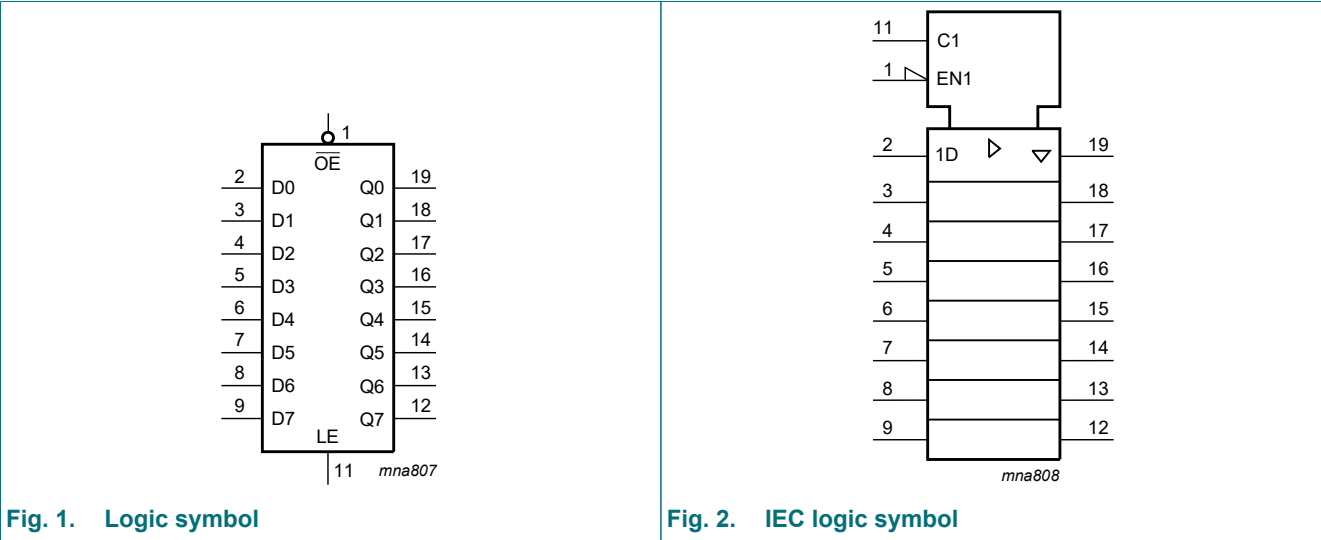 1
OE
2 D0 Q0 19
3 D1 Q1 18
4 D2 Q2 17
5 D3 Q3 16
6 D4 Q4 15
7 D5 Q5 14
8 D6 Q6 13
9 D7 Q7 12
LE
11 mna807
Fig. 1. Logic symbol
11 C1
1 EN1
2 1D 19
3 18
4 17
5 16
6 15
7 14
8 13
9 12
mna808
Fig. 2. IEC logic symbol